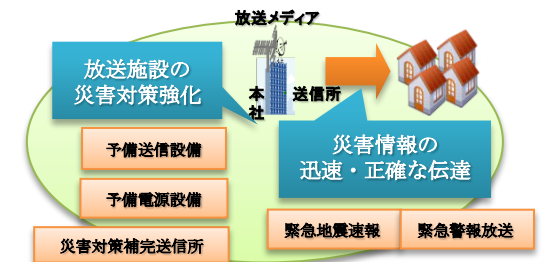 放送メディア
放送施設の
災害対策強化
本社
送信所
災害情報の
迅速・正確な伝達
予備送信設備
予備電源設備
災害対策補完送信所
緊急地震速報
緊急警報放送